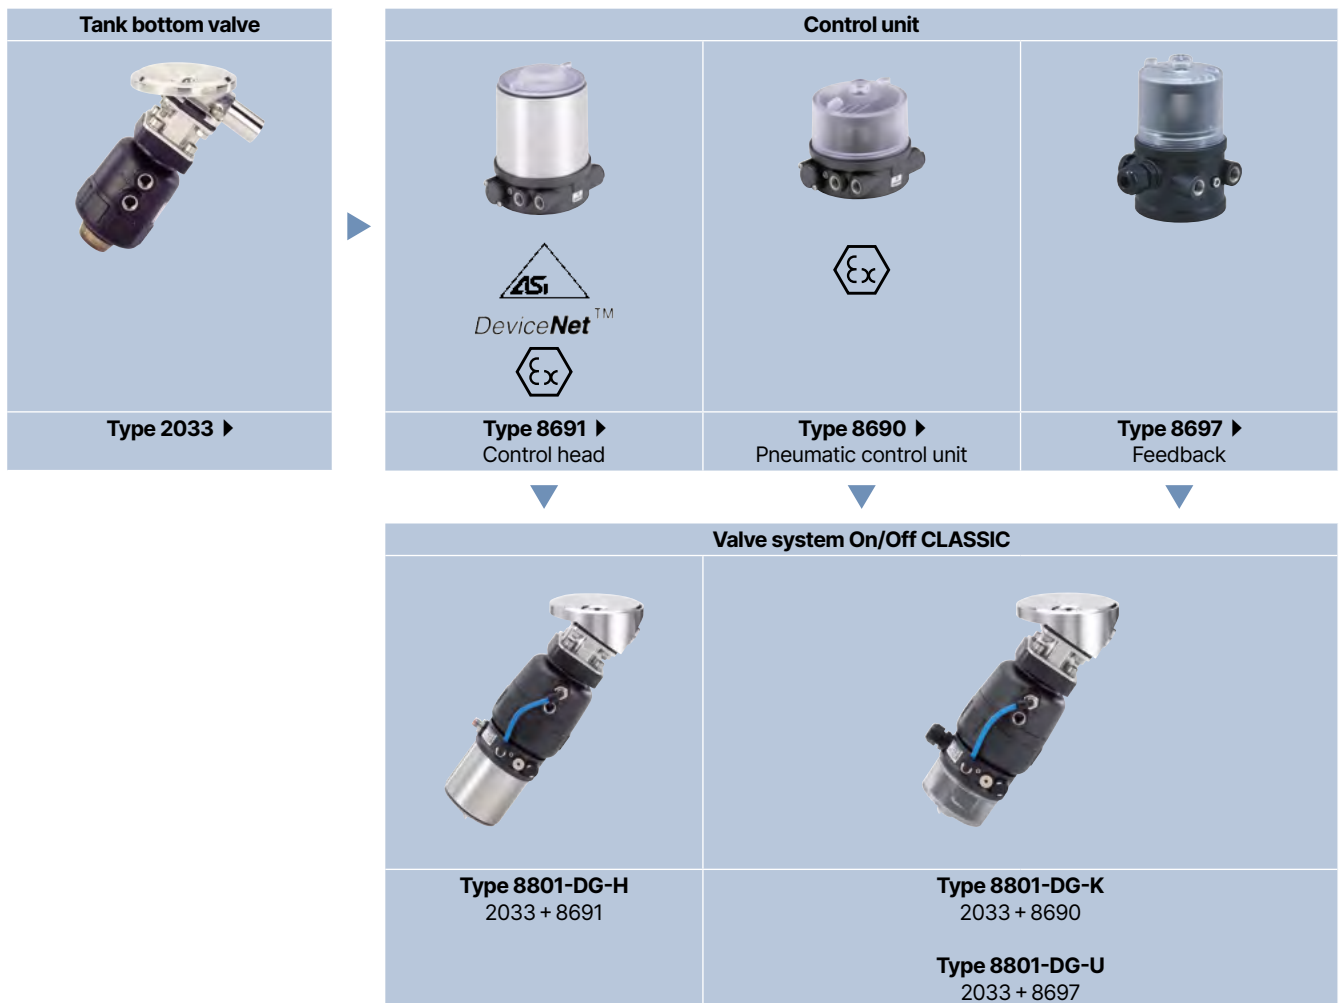 Tank bottom valve
Control unit
ASi
DeviceNet™
Ex
Ex
Type 2033
Type 8691
Control head
Type 8690
Pneumatic control unit
Type 8697
Feedback
Valve system On/Off CLASSIC
Type 8801-DG-H
2033 + 8691
Type 8801-DG-K
2033 + 8690
Type 8801-DG-U
2033 + 8697